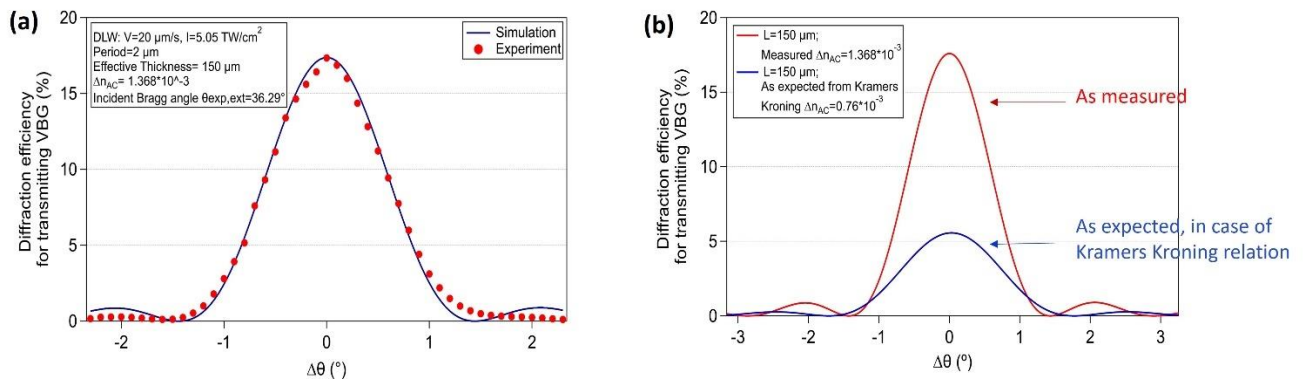 (a)
DLW: V=20 µm/s, I=5.05 TW/cm²
Period=2 µm
Effective Thickness= 150 µm
Δn_AC= 1.368*10^-3
Incident Bragg angle θexp,ext=36.29°
Simulation
Experiment
Diffraction efficiency
for transmitting VBG (%)
20
15
10
5
0
-2 -1 0 1 2
Δθ (°)
(b)
L=150 µm;
Measured Δn_AC=1.368*10⁻³
L=150 µm;
As expected from Kramers
Kroning Δn_AC=0.76*10⁻³
As measured
As expected, in case of
Kramers Kroning relation
Diffraction efficiency
for transmitting VBG (%)
20
15
10
5
0
-3 -2 -1 0 1 2 3
Δθ (º)